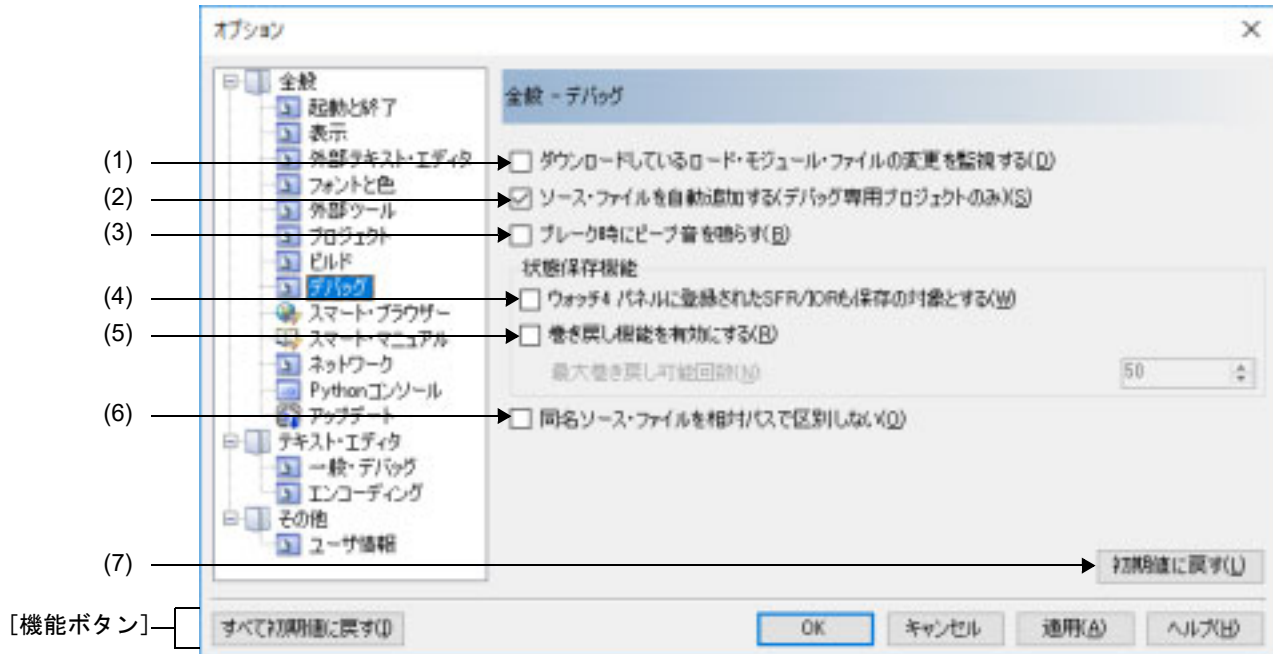 オプション
全般
起動と終了
表示
外部テキスト・エディタ
フォントと色
外部ツール
プロジェクト
ビルド
デバッグ
スマート・ブラウザー
スマート・マニュアル
ネットワーク
Pythonコンソール
アップデート
テキスト・エディタ
一般・デバッグ
エンコーディング
その他
ユーザ情報
全般 - デバッグ
(1)
ダウンロードしているロード・モジュール・ファイルの変更を監視する(D)
(2)
ソース・ファイルを自動追加する(デバッグ専用プロジェクトのみ)(S)
(3)
ブレーク時にビープ音を鳴らす(B)
状態保存機能
(4)
ウォッチ4 パネルに登録されたSFR/IORも保存の対象とする(W)
(5)
巻き戻し機能を有効にする(R)
最大巻き戻し可能回数(N)
50
(6)
同名ソース・ファイルを相対パスで区別しない(O)
(7)
初期値に戻す(L)
[機能ボタン]
すべて初期値に戻す(I)
OK
キャンセル
適用(A)
ヘルプ(H)